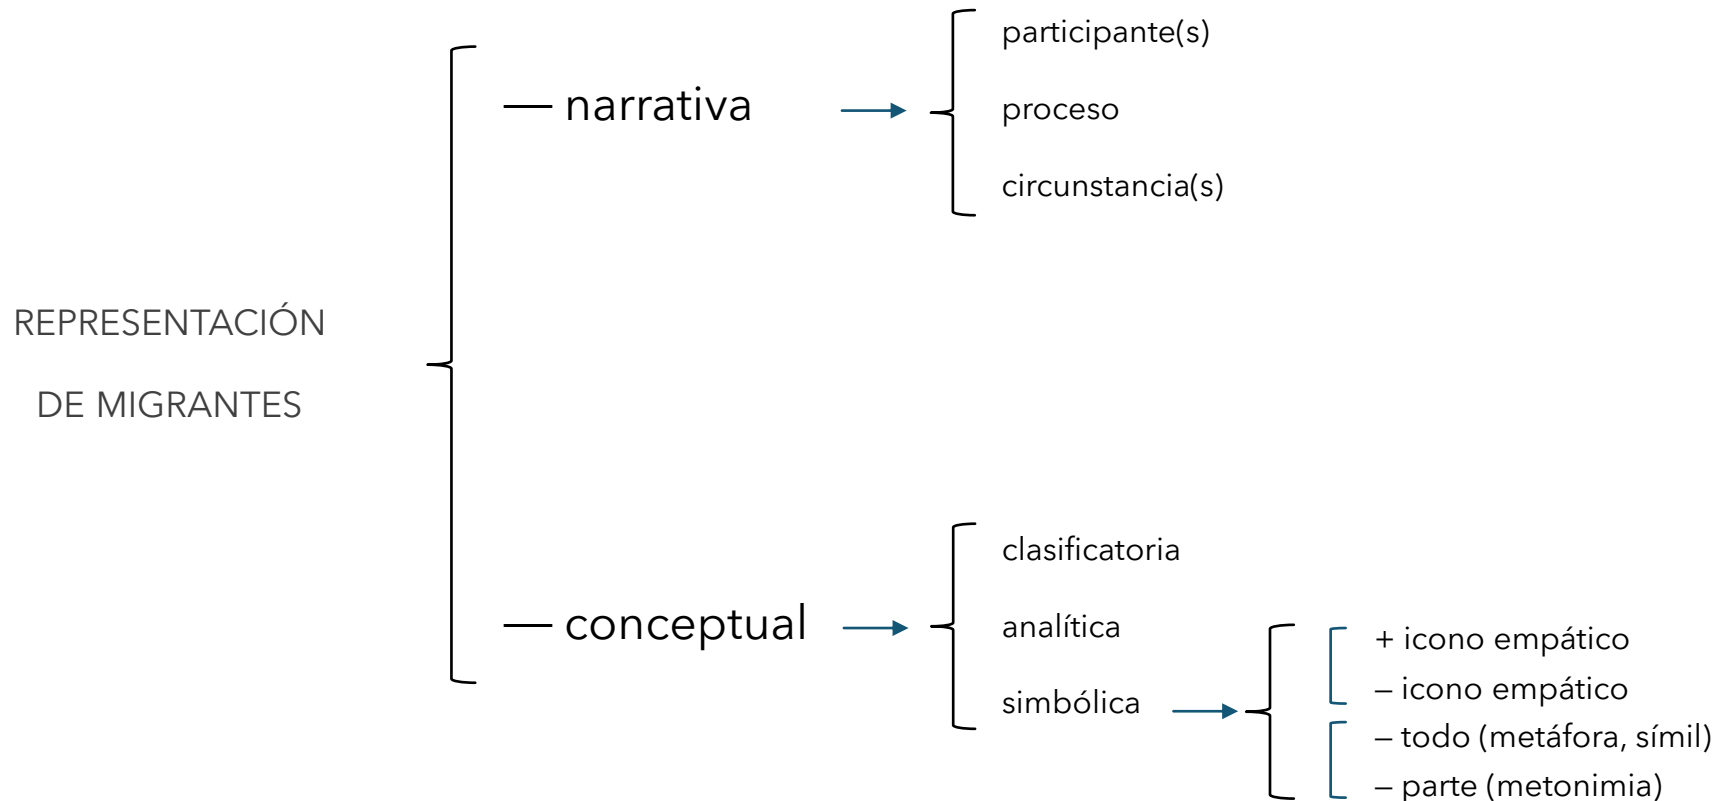 REPRESENTACIÓN
DE MIGRANTES
— narrativa
participante(s)
proceso
circunstancia(s)
— conceptual
clasificatoria
analítica
simbólica
+ icono empático
– icono empático
– todo (metáfora, símil)
– parte (metonimia)